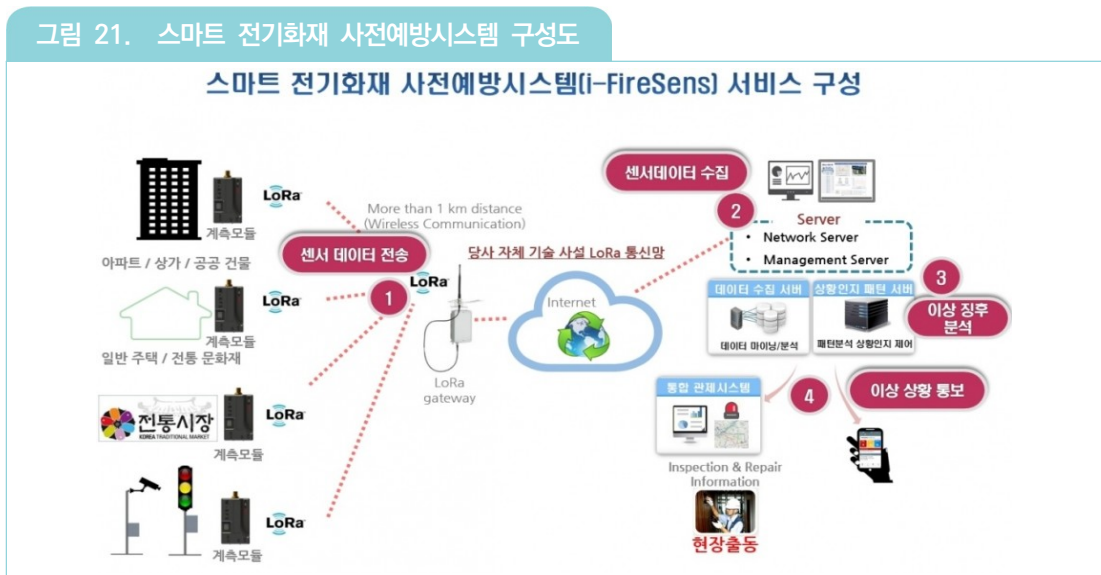 그림 21. 스마트 전기화재 사전예방시스템 구성도
스마트 전기화재 사전예방시스템(i-FireSens) 서비스 구성
LoRa
계측모듈
아파트 / 상가 / 공공 건물
More than 1 km distance
(Wireless Communication)
센서 데이터 전송
1
LoRa
계측모듈
일반 주택 / 전통 문화재
LoRa
LoRa
gateway
당사 자체 기술 사설 LoRa 통신망
Internet
전통시장
KOREA TRADITIONAL MARKET
계측모듈
LoRa
계측모듈
LoRa
센서데이터 수집
2
Server
• Network Server
• Management Server
데이터 수집 서버
데이터 마이닝/분석
상황인지 패턴 서버
패턴분석 상황인지 제어
3
이상 징후
분석
4
이상 상황 통보
통합 관제시스템
Inspection & Repair
Information
현장출동